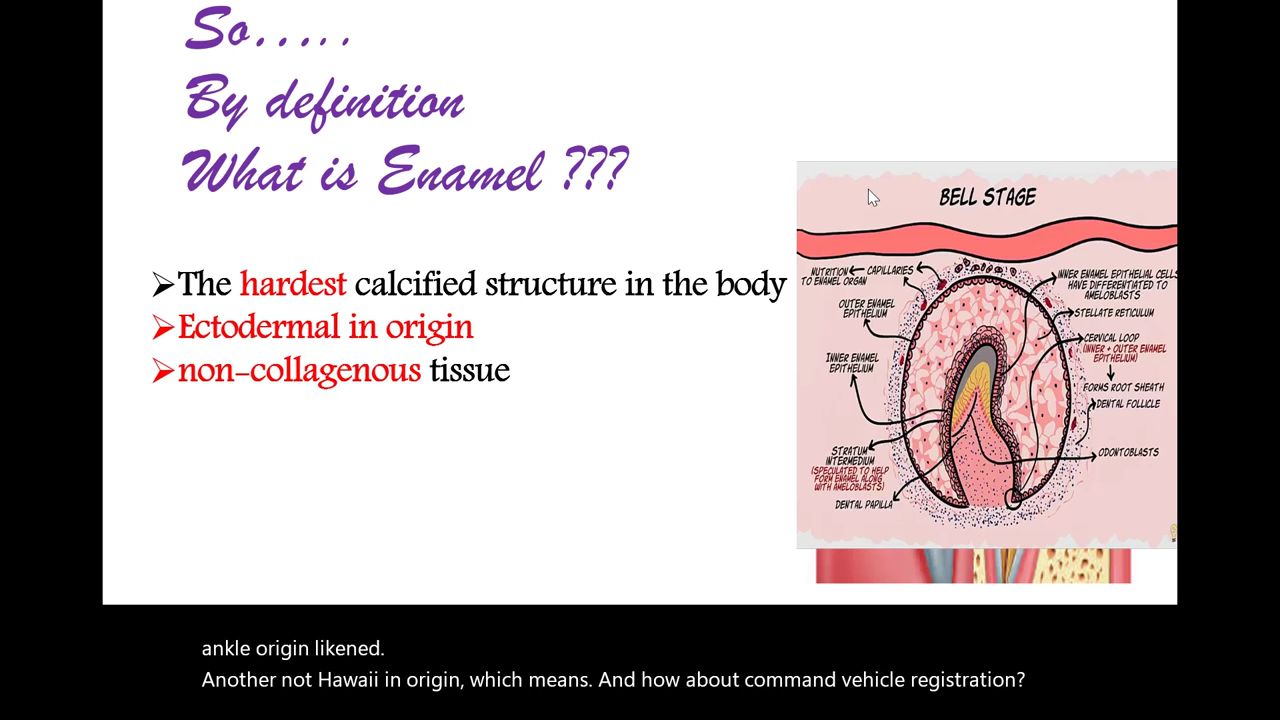 So.....
By definition
What is Enamel ???
➢The hardest calcified structure in the body
➢Ectodermal in origin
➢non-collagenous tissue
BELL STAGE
NUTRITION TO ENAMEL ORGAN
CAPILLARIES
OUTER ENAMEL
EPITHELIUM
INNER ENAMEL
EPITHELIUM
STRATUM
INTERMEDIUM
(SPECULATED TO HELP
FORM ENAMEL ALONG
WITH AMELOBLASTS)
DENTAL PAPILLA
INNER ENAMEL EPITHELIAL CELLS
HAVE DIFFERENTIATED TO
AMELOBLASTS
STELLATE RETICULUM
CERVICAL LOOP
(INNER + OUTER ENAMEL
EPITHELIUM)
FORMS ROOT SHEATH
DENTAL FOLLICLE
ODONTOBLASTS
ankle origin likened.
Another not Hawaii in origin, which means. And how about command vehicle registration?